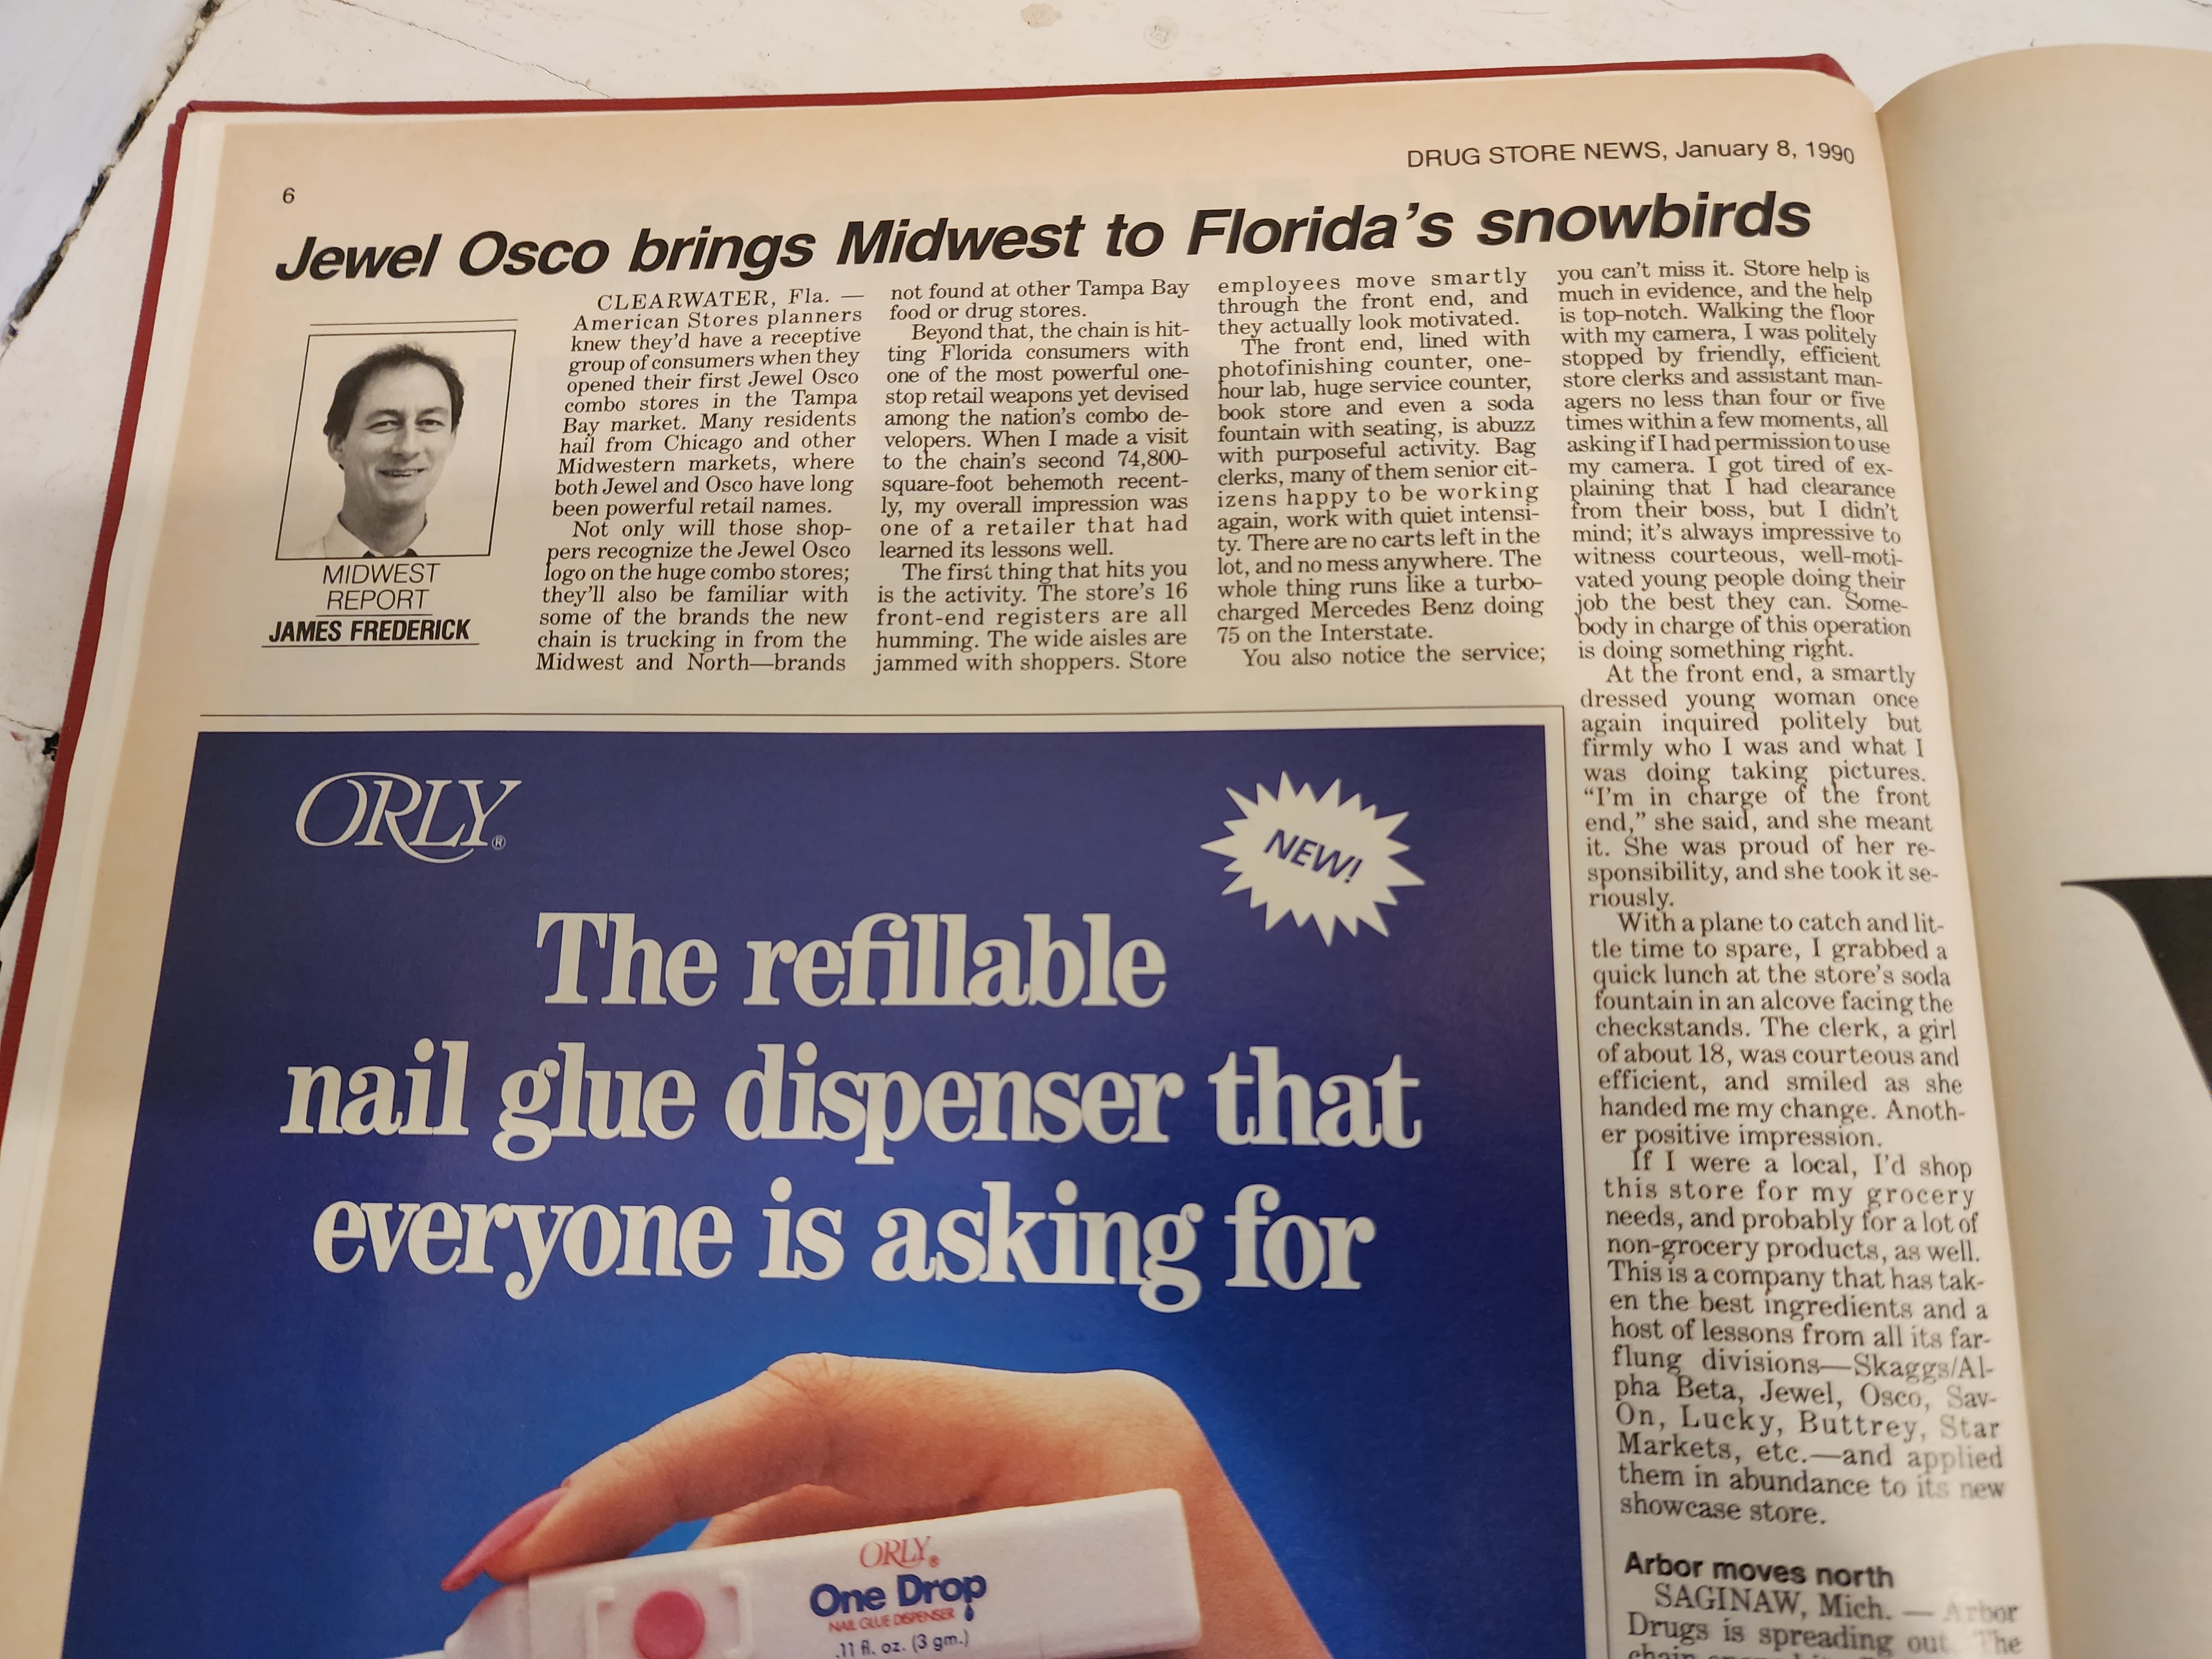 DRUG STORE NEWS, January 8, 1990
6
Jewel Osco brings Midwest to Florida's snowbirds
MIDWEST
REPORT
JAMES FREDERICK
CLEARWATER, Fla. —
American Stores planners
knew they'd have a receptive
group of consumers when they
opened their first Jewel Osco
combo stores in the Tampa
Bay market. Many residents
hail from Chicago and other
Midwestern markets, where
both Jewel and Osco have long
been powerful retail names.
Not only will those shop-
pers recognize the Jewel Osco
logo on the huge combo stores;
they'll also be familiar with
some of the brands the new
chain is trucking in from the
Midwest and North—brands
not found at other Tampa Bay
food or drug stores.
Beyond that, the chain is hit-
ting Florida consumers with
one of the most powerful one-
stop retail weapons yet devised
among the nation's combo de-
velopers. When I made a visit
to the chain's second 74,800-
square-foot behemoth recent-
ly, my overall impression was
one of a retailer that had
learned its lessons well.
The first thing that hits you
is the activity. The store's 16
front-end registers are all
humming. The wide aisles are
jammed with shoppers. Store
employees move smartly
through the front end, and
they actually look motivated.
The front end, lined with
photofinishing counter, one-
hour lab, huge service counter,
book store and even a soda
fountain with seating, is abuzz
with purposeful activity. Bag
clerks, many of them senior cit-
izens happy to be working
again, work with quiet intensi-
ty. There are no carts left in the
lot, and no mess anywhere. The
whole thing runs like a turbo-
charged Mercedes Benz doing
75 on the Interstate.
You also notice the service;
you can't miss it. Store help is
much in evidence, and the help
is top-notch. Walking the floor
with my camera, I was politely
stopped by friendly, efficient
store clerks and assistant man-
agers no less than four or five
times within a few moments, all
asking if I had permission to use
my camera. I got tired of ex-
plaining that I had clearance
from their boss, but I didn't
mind; it's always impressive to
witness courteous, well-moti-
vated young people doing their
job the best they can. Some-
body in charge of this operation
is doing something right.
At the front end, a smartly
dressed young woman once
again inquired politely but
firmly who I was and what I
was doing taking pictures.
“I'm in charge of the front
end,” she said, and she meant
it. She was proud of her re-
sponsibility, and she took it se-
riously.
With a plane to catch and lit-
tle time to spare, I grabbed a
quick lunch at the store's soda
fountain in an alcove facing the
checkstands. The clerk, a girl
of about 18, was courteous and
efficient, and smiled as she
handed me my change. Anoth-
er positive impression.
If I were a local, I'd shop
this store for my grocery
needs, and probably for a lot of
non-grocery products, as well.
This is a company that has tak-
en the best ingredients and a
host of lessons from all its far-
flung divisions—Skaggs/Al-
pha Beta, Jewel, Osco, Sav-
On, Lucky, Buttrey, Star
Markets, etc.—and applied
them in abundance to its new
showcase store.
Arbor moves north
SAGINAW, Mich. — Arbor
Drugs is spreading out. The
ORLY®
NEW!
The refillable
nail glue dispenser that
everyone is asking for
ORLY®
One Drop
NAIL GLUE DISPENSER
.11 fl. oz. (3 gm.)